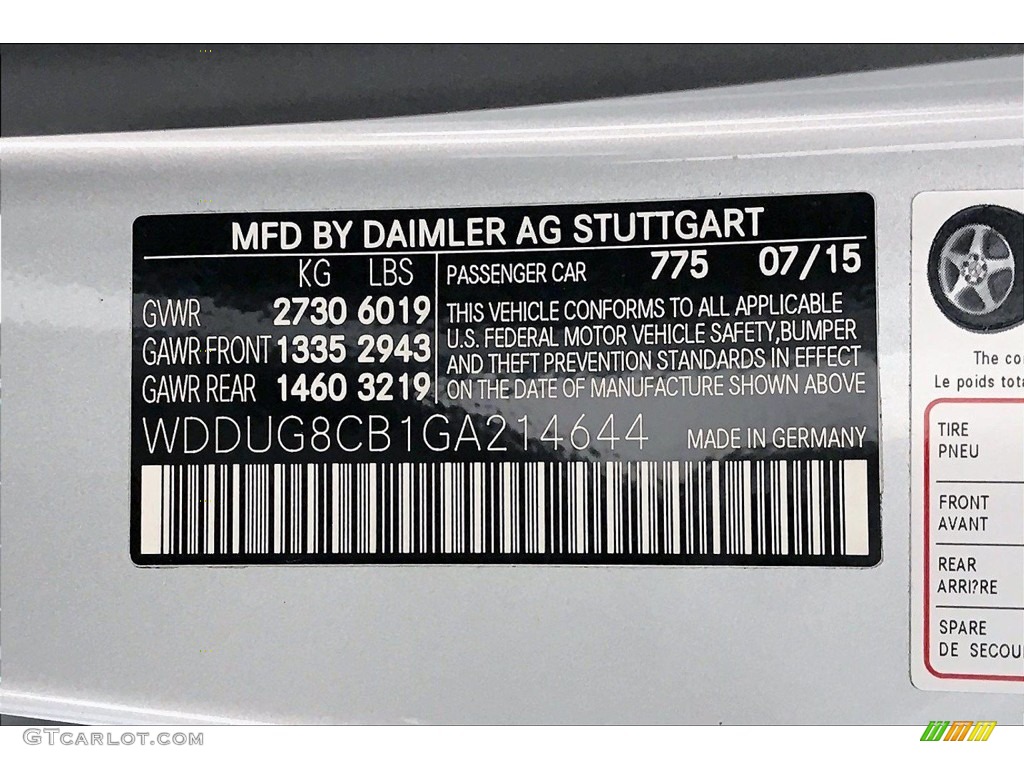 MFD BY DAIMLER AG STUTTGART
KG LBS
GVWR 2730 6019
GAWR FRONT 1335 2943
GAWR REAR 1460 3219
PASSENGER CAR 775 07/15
THIS VEHICLE CONFORMS TO ALL APPLICABLE
U.S. FEDERAL MOTOR VEHICLE SAFETY, BUMPER
AND THEFT PREVENTION STANDARDS IN EFFECT
ON THE DATE OF MANUFACTURE SHOWN ABOVE
WDDUG8CB1GA214644 MADE IN GERMANY
The co
Le poids tota
TIRE
PNEU
FRONT
AVANT
REAR
ARRI?RE
SPARE
DE SECOU
GTCARLOT.COM